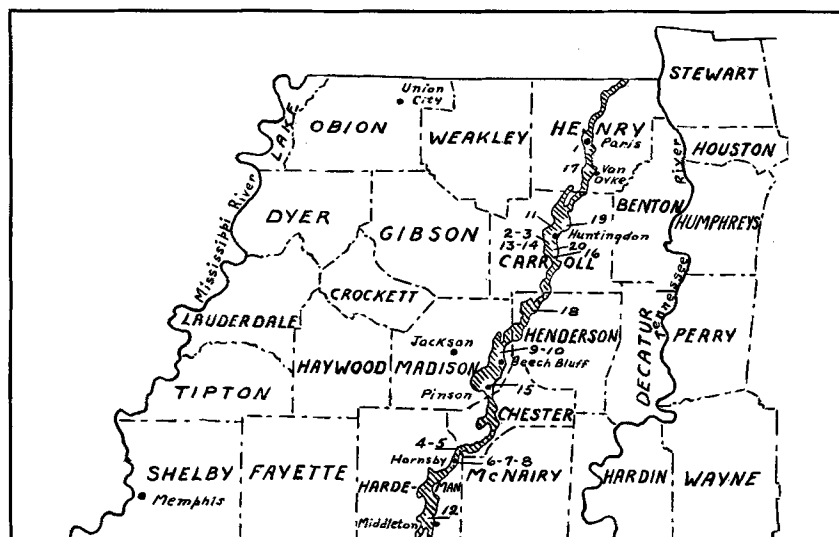 STEWART
Union
City
LAKE
OBION
WEAKLEY
HENRY
1
Paris
HOUSTON
17
Van
Dyke
River
BENTON
DYER
GIBSON
HUMPHREYS
Mississippi River
11
19
2-3
Huntingdon
13-14
20
16
CARROLL
CROCKETT
Tennessee
LAUDERDALE
18
Jackson
HENDERSON
DECATUR
PERRY
HAYWOOD
MADISON
9-10
Beech Bluff
TIPTON
Pinson
15
CHESTER
4-5
Hornsby
6-7-8
SHELBY
FAYETTE
McNAIRY
HARDIN
WAYNE
Memphis
HARDE-
MAN
12
Middleton